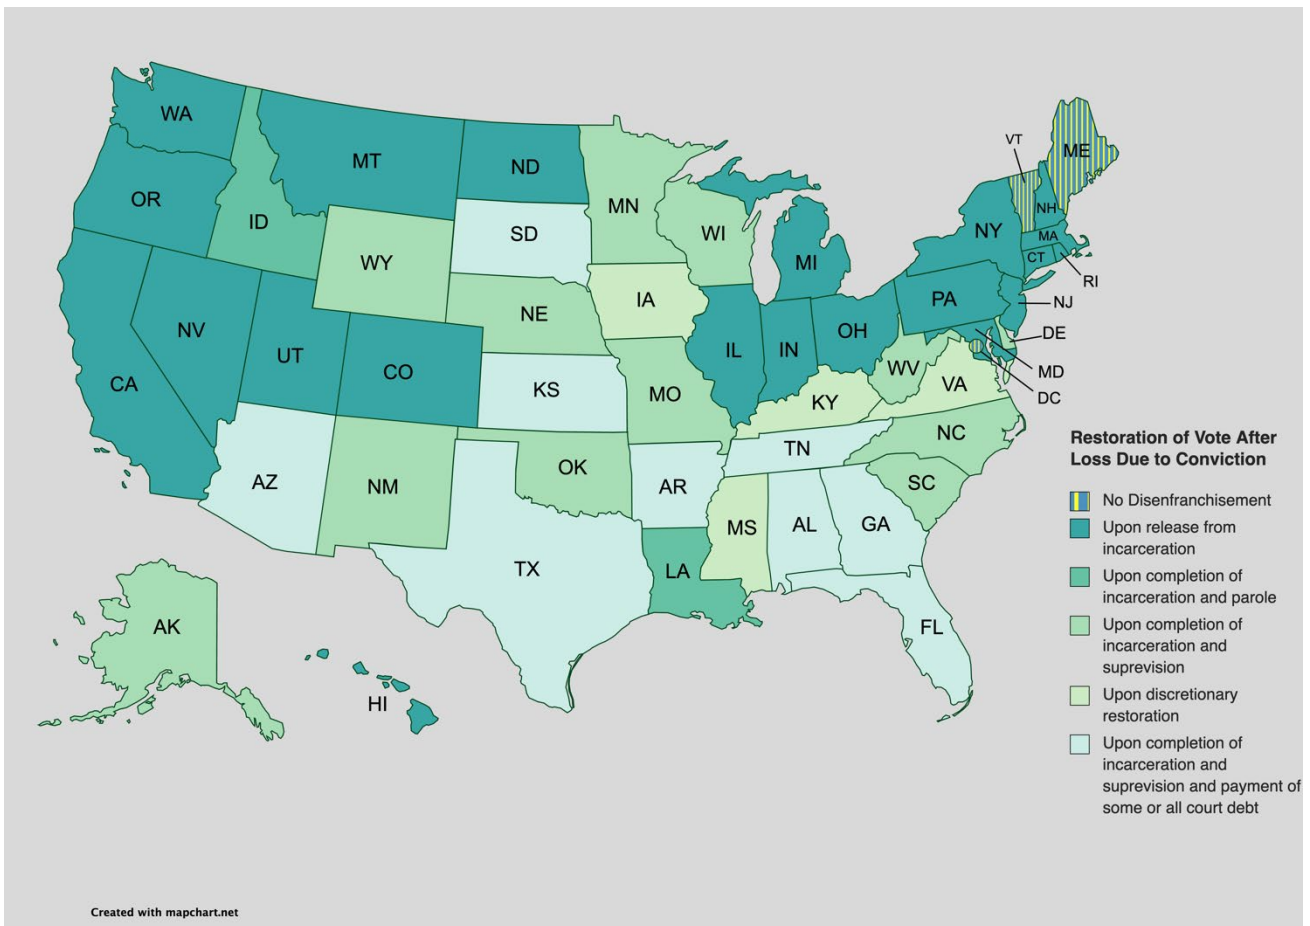 WA
MT
ND
MN
VT
ME
OR
ID
SD
WI
NY
NH
MA
WY
MI
CT
RI
IA
PA
NJ
NE
NV
OH
DE
UT
IL
IN
CO
WV
MD
CA
KS
MO
VA
DC
KY
NC
TN
OK
AZ
NM
AR
SC
MS
AL
GA
TX
LA
AK
FL
HI
Restoration of Vote After
Loss Due to Conviction
No Disenfranchisement
Upon release from
incarceration
Upon completion of
incarceration and parole
Upon completion of
incarceration and
suprevision
Upon discretionary
restoration
Upon completion of
incarceration and
suprevision and payment of
some or all court debt
Created with mapchart.net